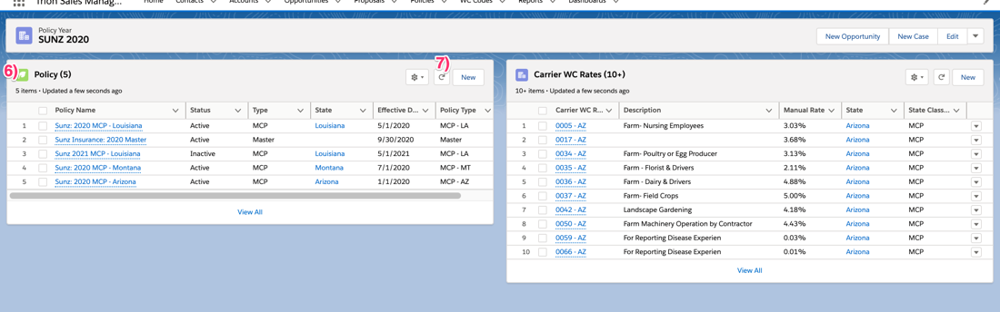 Trion Sales Manag... Home Contacts Accounts Opportunities Proposals Policies WC Codes Reports Dashboards
Policy Year
SUNZ 2020
New Opportunity New Case Edit
6) Policy (5) 7) New
5 items • Updated a few seconds ago
Policy Name Status Type State Effective D... Policy Type
1 Sunz: 2020 MCP - Louisiana Active MCP Louisiana 5/1/2020 MCP - LA
2 Sunz Insurance: 2020 Master Active Master 9/30/2020 Master
3 Sunz 2021 MCP - Louisiana Inactive MCP Louisiana 5/1/2021 MCP - LA
4 Sunz: 2020 MCP - Montana Active MCP Montana 7/1/2020 MCP - MT
5 Sunz: 2020 MCP - Arizona Active MCP Arizona 1/1/2020 MCP - AZ
View All
Carrier WC Rates (10+) New
10+ items • Updated a few seconds ago
Carrier WC R... Description Manual Rate State State Class...
1 0005 - AZ Farm- Nursing Employees 3.03% Arizona MCP
2 0017 - AZ 3.68% Arizona MCP
3 0034 - AZ Farm- Poultry or Egg Producer 3.13% Arizona MCP
4 0035 - AZ Farm - Florist & Drivers 2.11% Arizona MCP
5 0036 - AZ Farm - Dairy & Drivers 4.88% Arizona MCP
6 0037 - AZ Farm- Field Crops 5.00% Arizona MCP
7 0042 - AZ Landscape Gardening 4.18% Arizona MCP
8 0050 - AZ Farm Machinery Operation by Contractor 4.43% Arizona MCP
9 0059 - AZ For Reporting Disease Experien 0.03% Arizona MCP
10 0066 - AZ For Reporting Disease Experien 0.01% Arizona MCP
View All